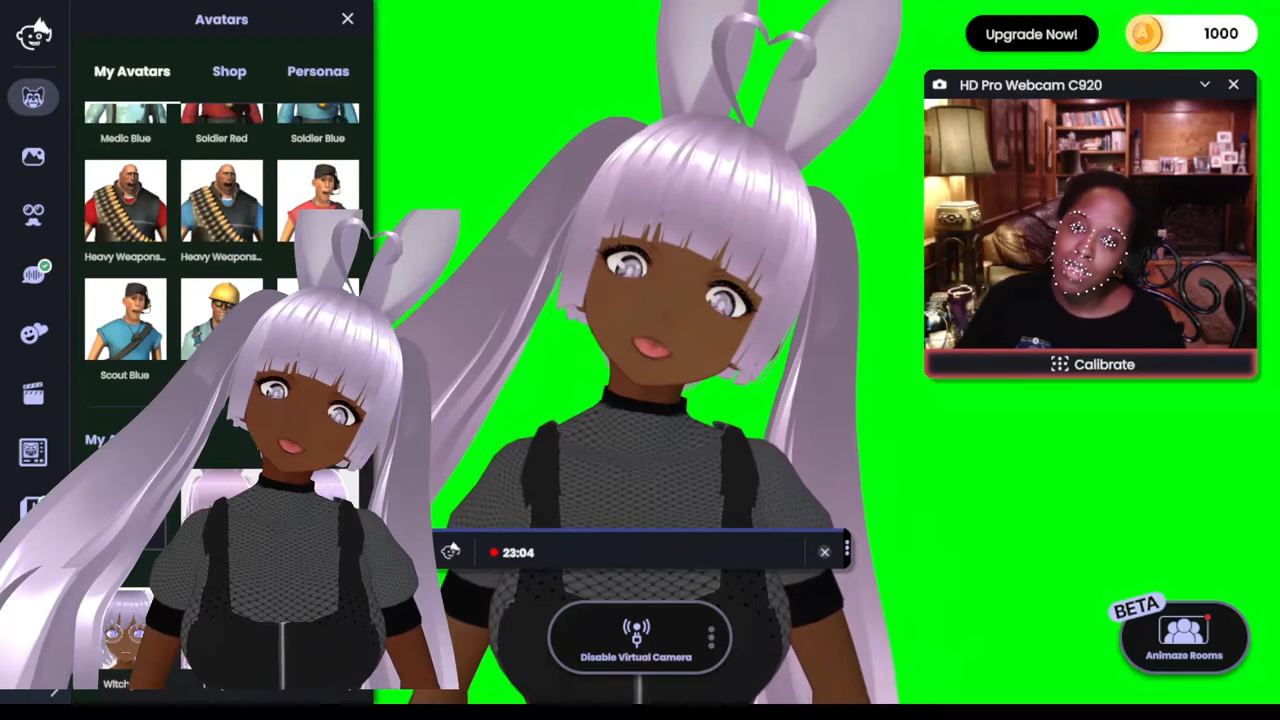 Avatars
My Avatars
Shop
Personas
Medic Blue
Soldier Red
Soldier Blue
Heavy Weapons...
Heavy Weapons...
Scout Blue
My A
Witch
23:04
Disable Virtual Camera
Upgrade Now!
1000
HD Pro Webcam C920
Calibrate
BETA
Animaze Rooms